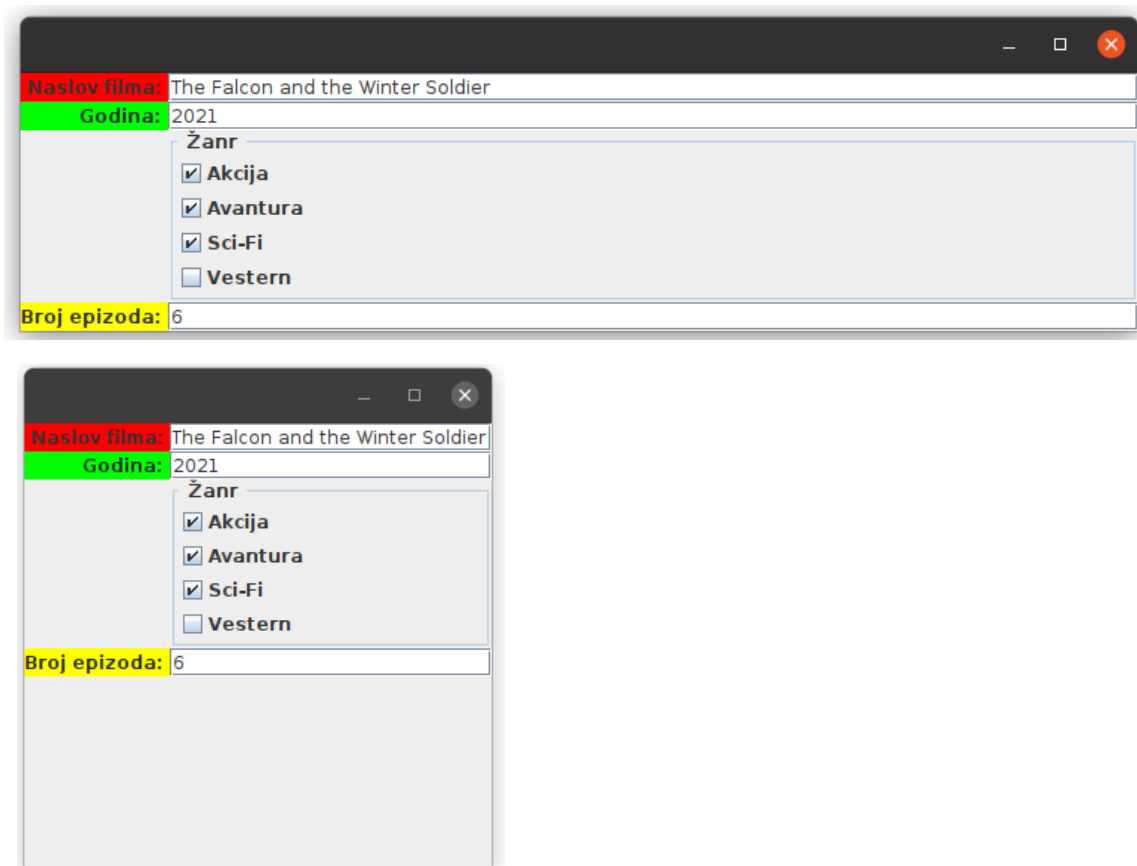 Naslov filma: The Falcon and the Winter Soldier
Godina: 2021
Žanr
Akcija
Avantura
Sci-Fi
Vestern
Broj epizoda: 6
Naslov filma: The Falcon and the Winter Soldier
Godina: 2021
Žanr
Akcija
Avantura
Sci-Fi
Vestern
Broj epizoda: 6